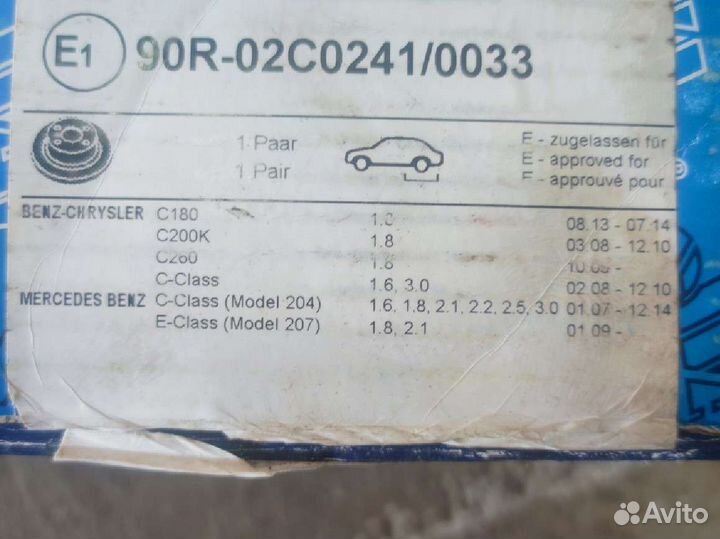 E1 90R-02C0241/0033
1 Paar E - zugelassen für
1 Pair E - approved for
E - approuvé pour
BENZ-CHRYSLER C180 08.13 - 07.14
C200K 1.8 03.08 - 12.10
C260 1.8
C-Class 1.6, 3.0 02.08 - 12.10
MERCEDES BENZ C-Class (Model 204) 1.6, 1.8, 2.1, 2.2, 2.5, 3.0 01.07 - 12.14
E-Class (Model 207) 1.8, 2.1 01.09 -
Avito